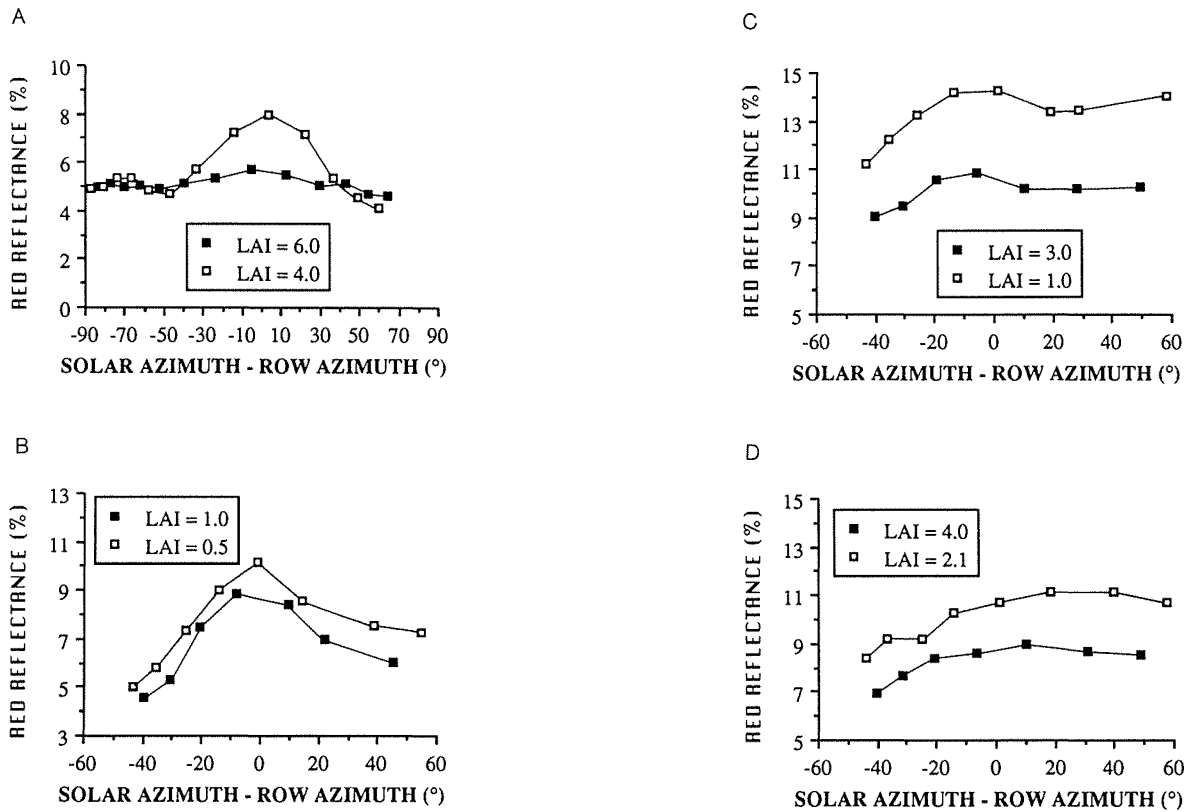 A
RED REFLECTANCE (%)
10
8
6
4
2
0
LAI = 6.0
LAI = 4.0
-90 -70 -50 -30 -10 10 30 50 70 90
SOLAR AZIMUTH - ROW AZIMUTH (°)
C
RED REFLECTANCE (%)
15
13
11
9
7
5
LAI = 3.0
LAI = 1.0
-60 -40 -20 0 20 40 60
SOLAR AZIMUTH - ROW AZIMUTH (°)
B
RED REFLECTANCE (%)
13
11
9
7
5
3
LAI = 1.0
LAI = 0.5
-60 -40 -20 0 20 40 60
SOLAR AZIMUTH - ROW AZIMUTH (°)
D
RED REFLECTANCE (%)
15
13
11
9
7
5
LAI = 4.0
LAI = 2.1
-60 -40 -20 0 20 40 60
SOLAR AZIMUTH - ROW AZIMUTH (°)